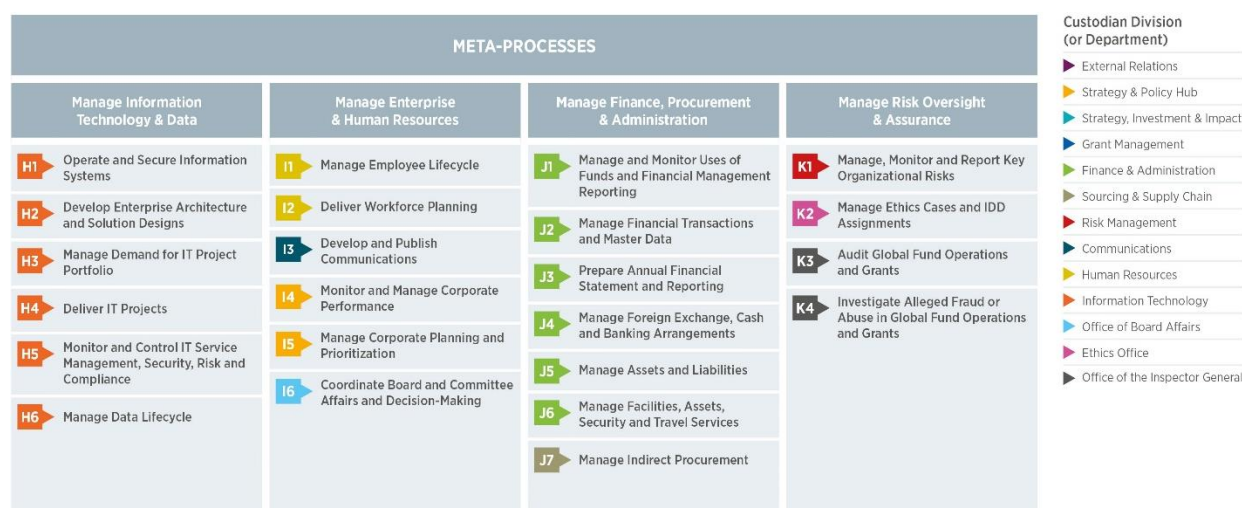 META-PROCESSES
Manage Information
Technology & Data
H1
Operate and Secure Information
Systems
H2
Develop Enterprise Architecture
and Solution Designs
H3
Manage Demand for IT Project
Portfolio
H4
Deliver IT Projects
H5
Monitor and Control IT Service
Management, Security, Risk and
Compliance
H6
Manage Data Lifecycle
Manage Enterprise
& Human Resources
I1
Manage Employee Lifecycle
I2
Deliver Workforce Planning
I3
Develop and Publish
Communications
I4
Monitor and Manage Corporate
Performance
I5
Manage Corporate Planning and
Prioritization
I6
Coordinate Board and Committee
Affairs and Decision-Making
Manage Finance, Procurement
& Administration
J1
Manage and Monitor Uses of
Funds and Financial Management
Reporting
J2
Manage Financial Transactions
and Master Data
J3
Prepare Annual Financial
Statement and Reporting
J4
Manage Foreign Exchange, Cash
and Banking Arrangements
J5
Manage Assets and Liabilities
J6
Manage Facilities, Assets,
Security and Travel Services
J7
Manage Indirect Procurement
Manage Risk Oversight
& Assurance
K1
Manage, Monitor and Report Key
Organizational Risks
K2
Manage Ethics Cases and IDD
Assignments
K3
Audit Global Fund Operations
and Grants
K4
Investigate Alleged Fraud or
Abuse in Global Fund Operations
and Grants
Custodian Division
(or Department)
External Relations
Strategy & Policy Hub
Strategy, Investment & Impact
Grant Management
Finance & Administration
Sourcing & Supply Chain
Risk Management
Communications
Human Resources
Information Technology
Office of Board Affairs
Ethics Office
Office of the Inspector General